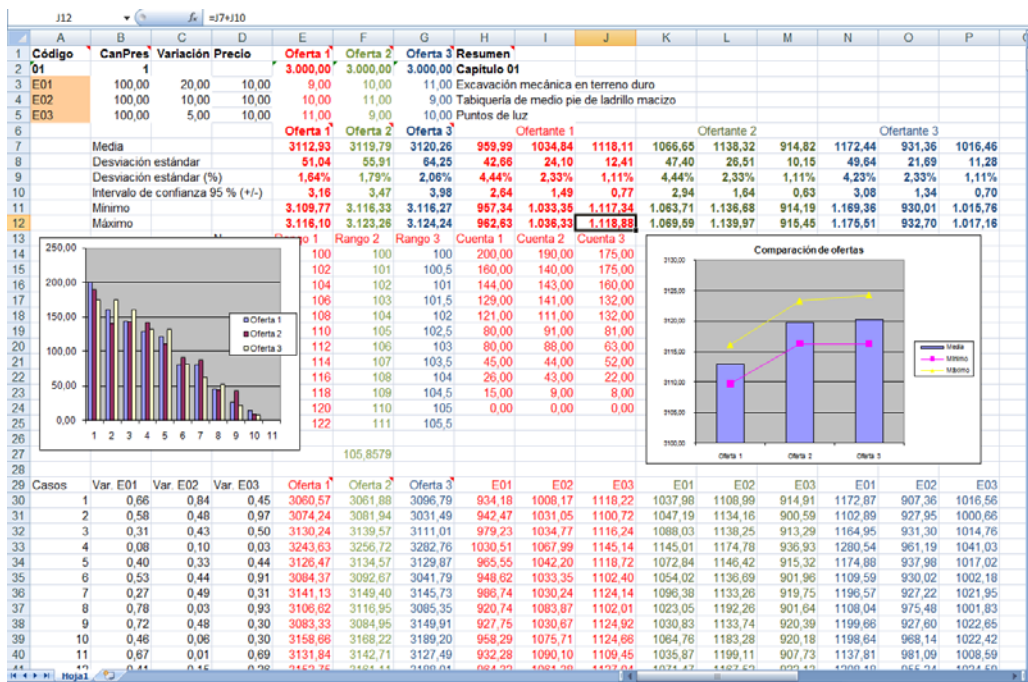 J12 fx =J7+J10
A B C D E F G H I J K L M N O P
1 Código CanPres Variación Precio Oferta 1 Oferta 2 Oferta 3 Resumen
2 01 1 3.000,00 3.000,00 3.000,00 Capítulo 01
3 E01 100,00 20,00 10,00 9,00 10,00 11,00 Excavación mecánica en terreno duro
4 E02 100,00 10,00 10,00 10,00 11,00 9,00 Tabiquería de medio pie de ladrillo macizo
5 E03 100,00 5,00 10,00 11,00 9,00 10,00 Puntos de luz
6 Oferta 1 Oferta 2 Oferta 3 Ofertante 1 Ofertante 2 Ofertante 3
7 Media 3112,93 3119,79 3120,26 959,99 1034,84 1118,11 1066,65 1138,32 914,82 1172,44 931,36 1016,46
8 Desviación estándar 51,04 55,91 64,25 42,66 24,10 12,41 47,40 26,51 10,15 49,64 21,69 11,28
9 Desviación estándar (%) 1,64% 1,79% 2,06% 4,44% 2,33% 1,11% 4,44% 2,33% 1,11% 4,23% 2,33% 1,11%
10 Intervalo de confianza 95 % (+/-) 3,16 3,47 3,98 2,64 1,49 0,77 2,94 1,64 0,63 3,08 1,34 0,70
11 Mínimo 3.109,77 3.116,33 3.116,27 957,34 1.033,35 1.117,34 1.063,71 1.136,68 914,19 1.169,36 930,01 1.015,76
12 Máximo 3.116,10 3.123,26 3.124,24 962,63 1.036,33 1.118,88 1.069,59 1.139,97 915,45 1.175,51 932,70 1.017,16
13 Rango 2 Rango 3 Cuenta 1 Cuenta 2 Cuenta 3
14 100 100 100 200,00 190,00 175,00
15 102 101 100,5 160,00 140,00 175,00
16 104 102 101 144,00 143,00 160,00
17 106 103 101,5 129,00 141,00 132,00
18 108 104 102 121,00 111,00 132,00
19 110 105 102,5 80,00 91,00 81,00
20 112 106 103 80,00 88,00 63,00
21 114 107 103,5 45,00 44,00 52,00
22 116 108 104 26,00 43,00 22,00
23 118 109 104,5 15,00 9,00 8,00
24 120 110 105 0,00 0,00 0,00
25 122 111 105,5
26
27 105,8579
28
250,00
200,00
150,00
100,00
50,00
0,00
1 2 3 4 5 6 7 8 9 10 11
Oferta 1
Oferta 2
Oferta 3
Comparación de ofertas
3130,00
3125,00
3120,00
3115,00
3110,00
3105,00
3100,00
Oferta 1 Oferta 2 Oferta 3
Media
Mínimo
Máximo
29 Casos Var. E01 Var. E02 Var. E03 Oferta 1 Oferta 2 Oferta 3 E01 E02 E03 E01 E02 E03 E01 E02 E03
30 1 0,66 0,84 0,45 3060,57 3061,88 3096,79 934,18 1008,17 1118,22 1037,98 1108,99 914,91 1172,87 907,36 1016,56
31 2 0,58 0,48 0,97 3074,24 3081,94 3031,49 942,47 1031,05 1100,72 1047,19 1134,16 900,59 1102,89 927,95 1000,66
32 3 0,31 0,43 0,50 3130,24 3139,57 3111,01 979,23 1034,77 1116,24 1088,03 1138,25 913,29 1164,95 931,30 1014,76
33 4 0,08 0,10 0,03 3243,63 3256,72 3282,76 1030,51 1067,99 1145,14 1145,01 1174,78 936,93 1280,54 961,19 1041,03
34 5 0,40 0,33 0,44 3126,47 3134,57 3129,87 965,55 1042,20 1118,72 1072,84 1146,42 915,32 1174,88 937,98 1017,02
35 6 0,53 0,44 0,91 3084,37 3092,67 3041,79 948,62 1033,35 1102,40 1054,02 1136,69 901,96 1109,59 930,02 1002,18
36 7 0,27 0,49 0,31 3141,13 3149,40 3145,73 986,74 1030,24 1124,14 1096,38 1133,26 919,75 1196,57 927,22 1021,95
37 8 0,78 0,03 0,93 3106,62 3116,95 3085,35 920,74 1083,87 1102,01 1023,05 1192,26 901,64 1108,04 975,48 1001,83
38 9 0,72 0,48 0,30 3083,33 3084,95 3149,91 927,75 1030,67 1124,92 1030,83 1133,74 920,39 1199,66 927,60 1022,65
39 10 0,46 0,06 0,30 3158,66 3168,22 3189,20 958,29 1075,71 1124,66 1064,76 1183,28 920,18 1198,64 968,14 1022,42
40 11 0,67 0,01 0,69 3131,84 3142,71 3127,49 932,28 1090,10 1109,45 1035,87 1199,11 907,73 1137,81 981,09 1008,59
Hoja1